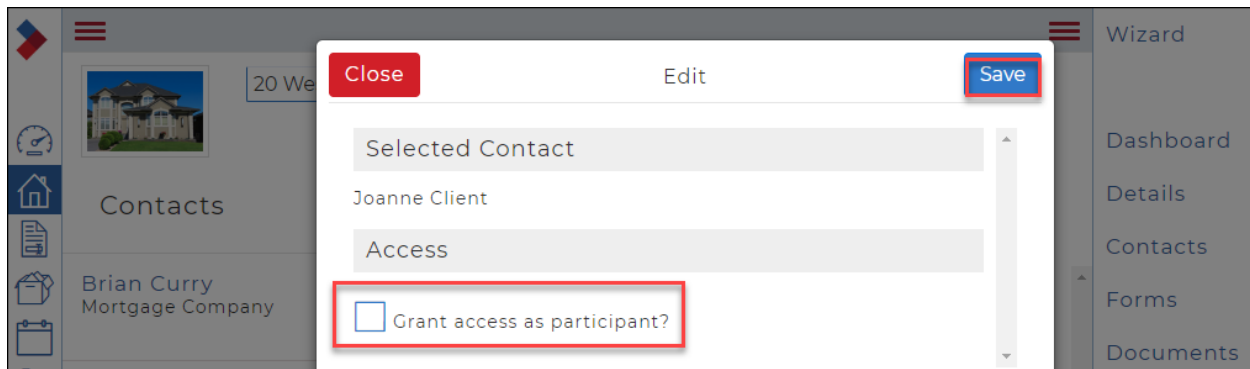 Wizard
Close
Edit
Save
20 We
Selected Contact
Dashboard
Joanne Client
Details
Contacts
Access
Contacts
Brian Curry
Mortgage Company
Grant access as participant?
Forms
Documents